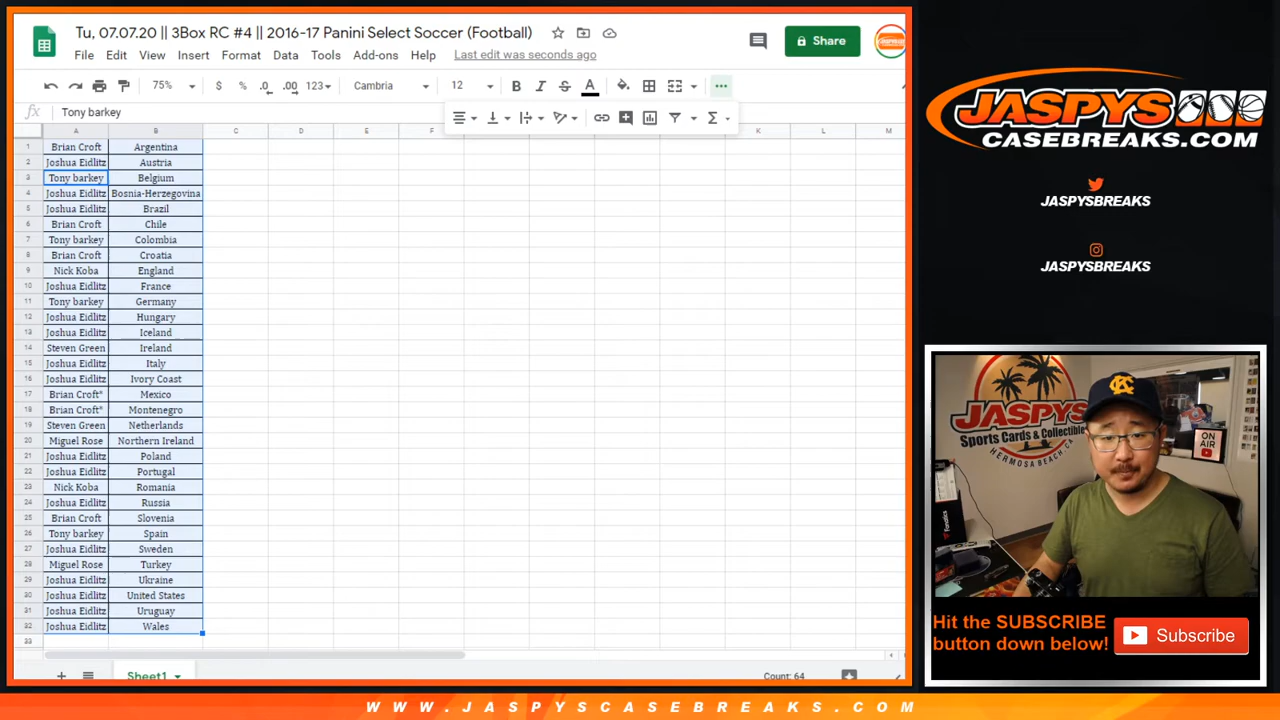 Tu, 07.07.20 || 3Box RC #4 || 2016-17 Panini Select Soccer (Football)
File Edit View Insert Format Data Tools Add-ons Help Last edit was seconds ago
Share
75% $ % .0 .00 123 Cambria 12 B I S A
fx Tony barkey
A B C D E F K L M
1 Brian Croft Argentina
2 Joshua Eidlitz Austria
3 Tony barkey Belgium
4 Joshua Eidlitz Bosnia-Herzegovina
5 Joshua Eidlitz Brazil
6 Brian Croft Chile
7 Tony barkey Colombia
8 Brian Croft Croatia
9 Nick Koba England
10 Joshua Eidlitz France
11 Tony barkey Germany
12 Joshua Eidlitz Hungary
13 Joshua Eidlitz Iceland
14 Steven Green Ireland
15 Joshua Eidlitz Italy
16 Joshua Eidlitz Ivory Coast
17 Brian Croft* Mexico
18 Brian Croft* Montenegro
19 Steven Green Netherlands
20 Miguel Rose Northern Ireland
21 Joshua Eidlitz Poland
22 Joshua Eidlitz Portugal
23 Nick Koba Romania
24 Joshua Eidlitz Russia
25 Brian Croft Slovenia
26 Tony barkey Spain
27 Joshua Eidlitz Sweden
28 Miguel Rose Turkey
29 Joshua Eidlitz Ukraine
30 Joshua Eidlitz United States
31 Joshua Eidlitz Uruguay
32 Joshua Eidlitz Wales
33
Sheet1 Count: 64
JASPYS
CASEBREAKS.COM
JASPYSBREAKS
JASPYSBREAKS
JASPYS
Sports Cards & Collectibles
HERMOSA BEACH, CA
ON AIR
KC
Fanatics
Hit the SUBSCRIBE
button down below!
Subscribe
WWW.JASPYSCASEBREAKS.COM